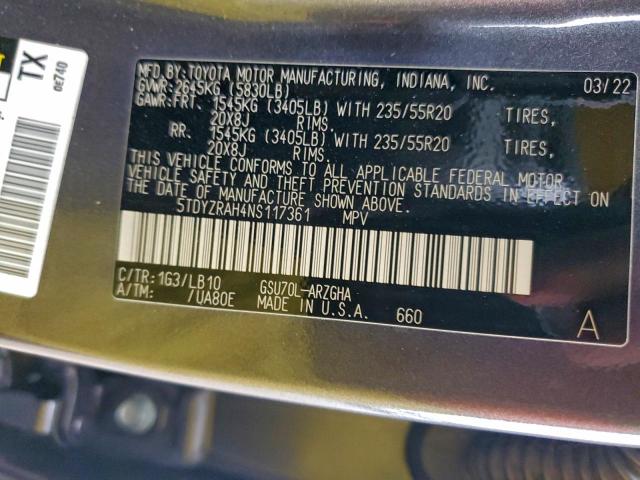 TX
0e740
MFD.BY:TOYOTA MOTOR MANUFACTURING, INDIANA, INC. 03/22
GVWR: 2645KG (5830LB)
GAWR:FRT. 1545KG (3405LB) WITH 235/55R20 TIRES,
20X8J RIMS.
RR. 1545KG (3405LB) WITH 235/55R20 TIRES,
20X8J RIMS.
THIS VEHICLE CONFORMS TO ALL APPLICABLE FEDERAL MOTOR
VEHICLE SAFETY AND THEFT PREVENTION STANDARDS IN EFFECT ON
THE DATE OF MANUFACTURE SHOWN ABOVE.
5TDYZRAH4NS117361 MPV
C/TR:1G3/LB10 GSU70L-ARZGHA
A/TM: /UA80E MADE IN U.S.A. 660 A